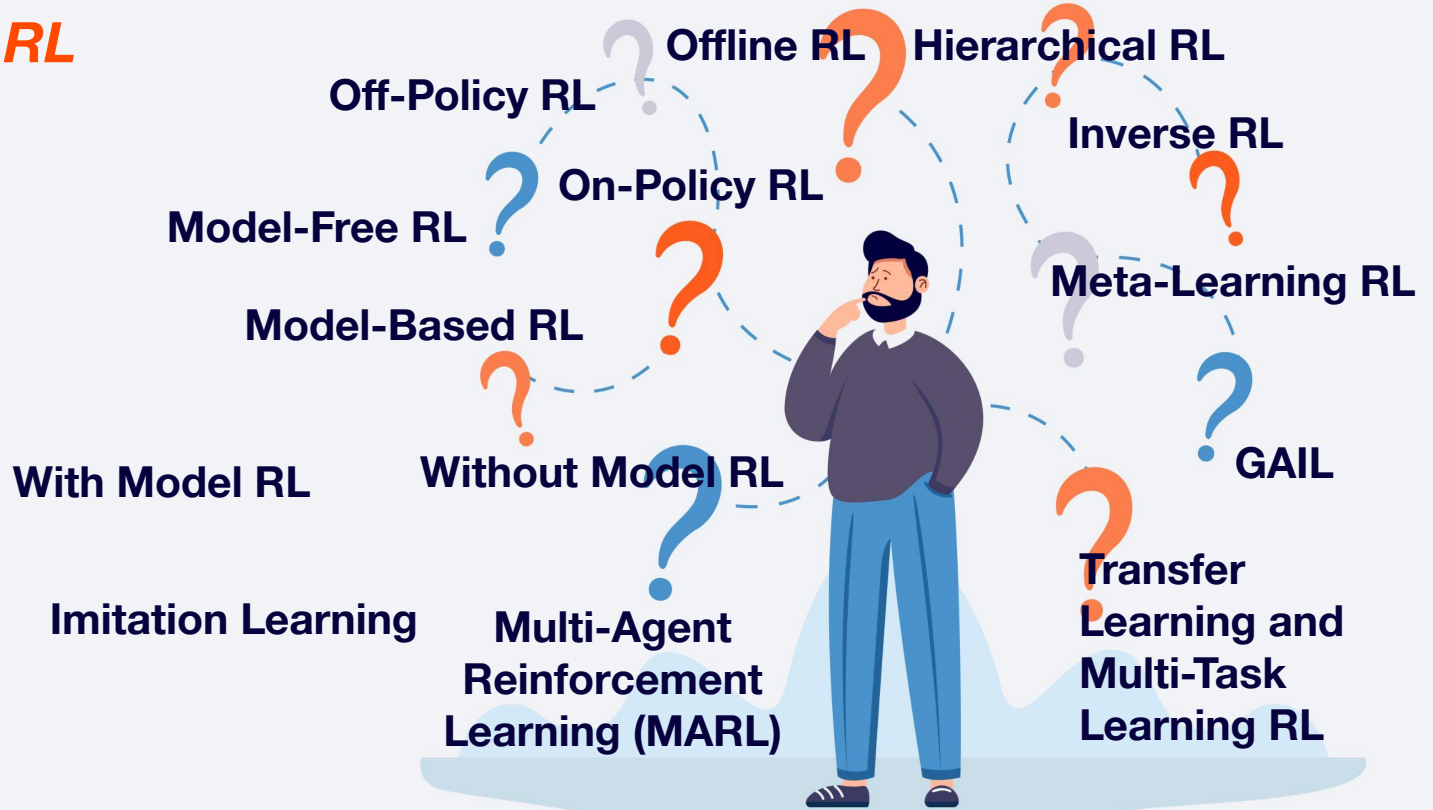 RL
Offline RL
Hierarchical RL
Off-Policy RL
Inverse RL
On-Policy RL
Model-Free RL
Meta-Learning RL
Model-Based RL
With Model RL
Without Model RL
GAIL
Imitation Learning
Multi-Agent
Reinforcement
Learning (MARL)
Transfer
Learning and
Multi-Task
Learning RL